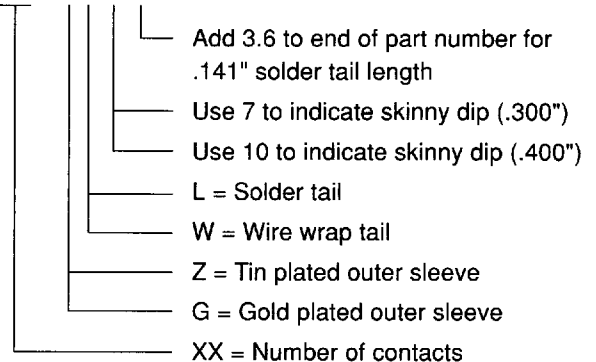 Add 3.6 to end of part number for
.141" solder tail length
Use 7 to indicate skinny dip (.300")
Use 10 to indicate skinny dip (.400")
L = Solder tail
W = Wire wrap tail
Z = Tin plated outer sleeve
G = Gold plated outer sleeve
XX = Number of contacts